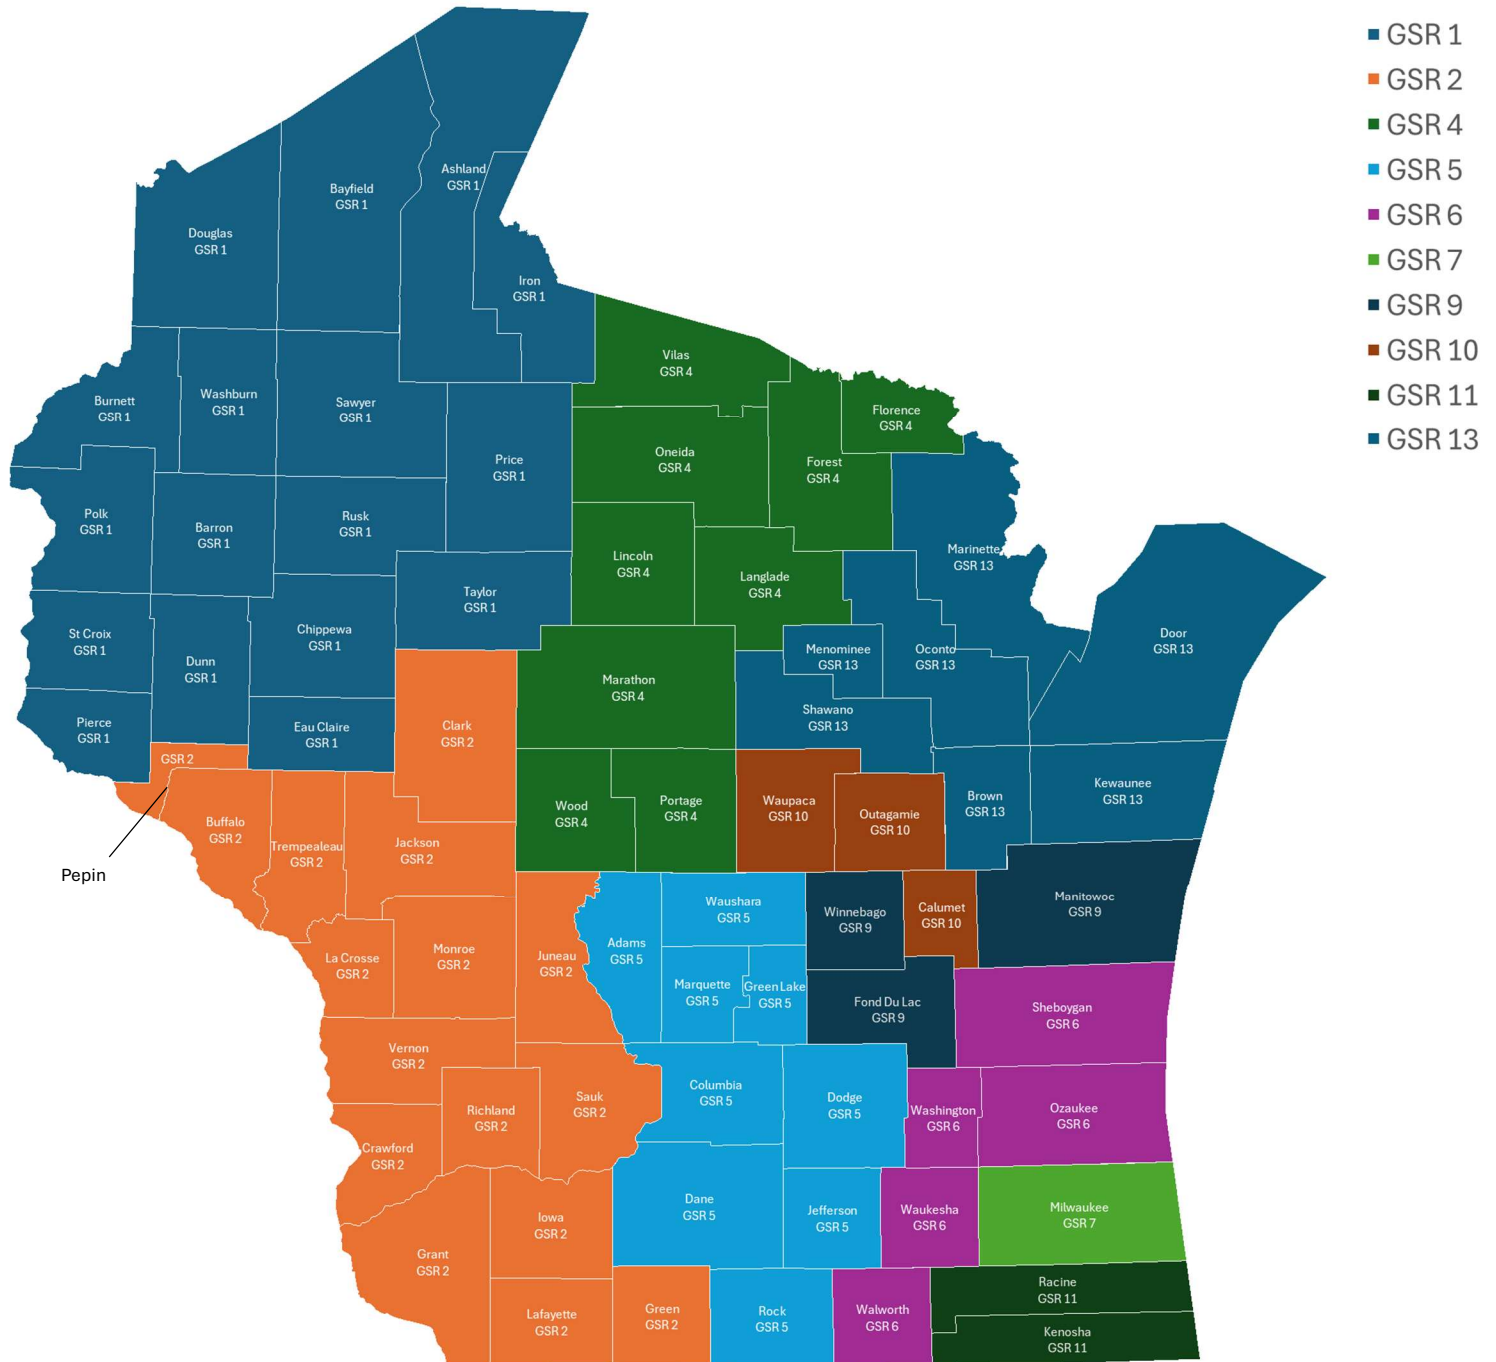 GSR 1
GSR 2
GSR 4
GSR 5
GSR 6
GSR 7
GSR 9
GSR 10
GSR 11
GSR 13
Ashland
GSR 1
Bayfield
GSR 1
Douglas
GSR 1
Iron
GSR 1
Vilas
GSR 4
Burnett
GSR 1
Washburn
GSR 1
Sawyer
GSR 1
Florence
GSR 4
Price
GSR 1
Oneida
GSR 4
Forest
GSR 4
Polk
GSR 1
Barron
GSR 1
Rusk
GSR 1
Lincoln
GSR 4
Langlade
GSR 4
Marinette
GSR 13
Taylor
GSR 1
St Croix
GSR 1
Dunn
GSR 1
Chippewa
GSR 1
Menominee
GSR 13
Oconto
GSR 13
Door
GSR 13
Marathon
GSR 4
Shawano
GSR 13
Pierce
GSR 1
Eau Claire
GSR 1
Clark
GSR 2
GSR 2
Pepin
Buffalo
GSR 2
Trempealeau
GSR 2
Jackson
GSR 2
Wood
GSR 4
Portage
GSR 4
Waupaca
GSR 10
Outagamie
GSR 10
Brown
GSR 13
Kewaunee
GSR 13
La Crosse
GSR 2
Monroe
GSR 2
Juneau
GSR 2
Adams
GSR 5
Waushara
GSR 5
Winnebago
GSR 9
Calumet
GSR 10
Manitowoc
GSR 9
Marquette
GSR 5
Green Lake
GSR 5
Fond Du Lac
GSR 9
Sheboygan
GSR 6
Vernon
GSR 2
Richland
GSR 2
Sauk
GSR 2
Columbia
GSR 5
Dodge
GSR 5
Washington
GSR 6
Ozaukee
GSR 6
Crawford
GSR 2
Grant
GSR 2
Iowa
GSR 2
Dane
GSR 5
Jefferson
GSR 5
Waukesha
GSR 6
Milwaukee
GSR 7
Lafayette
GSR 2
Green
GSR 2
Rock
GSR 5
Walworth
GSR 6
Racine
GSR 11
Kenosha
GSR 11